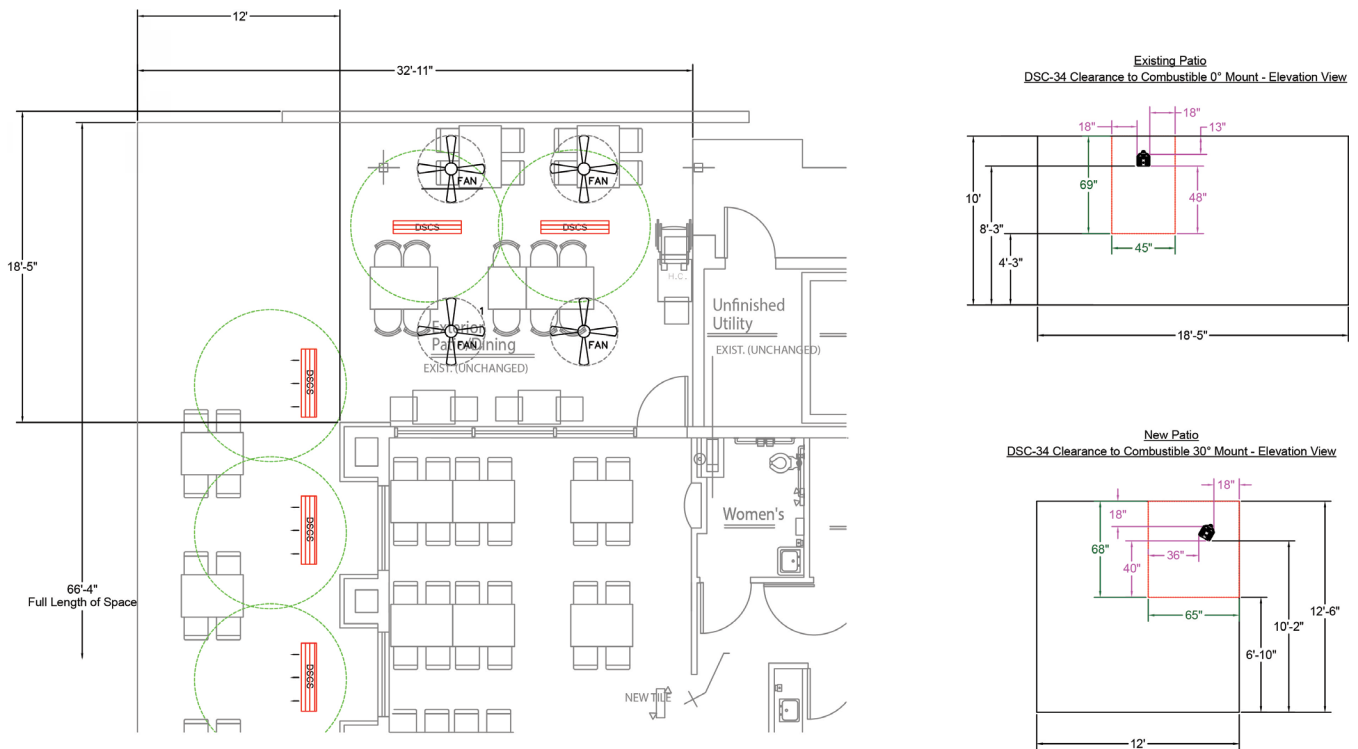 12'
32'-11"
18'-5"
66'-4"
Full Length of Space
FAN
FAN
DSCS
DSCS
H.C.
1
Exterior
Patio/Dining
EXIST. (UNCHANGED)
FAN
FAN
Unfinished
Utility
EXIST. (UNCHANGED)
DSCS
DSCS
DSCS
Women's
NEW TILE
Existing Patio
DSC-34 Clearance to Combustible 0° Mount - Elevation View
18"
18"
13"
69"
48"
45"
10'
8'-3"
4'-3"
18'-5"
New Patio
DSC-34 Clearance to Combustible 30° Mount - Elevation View
18"
18"
68"
36"
40"
65"
12'-6"
10'-2"
6'-10"
12'